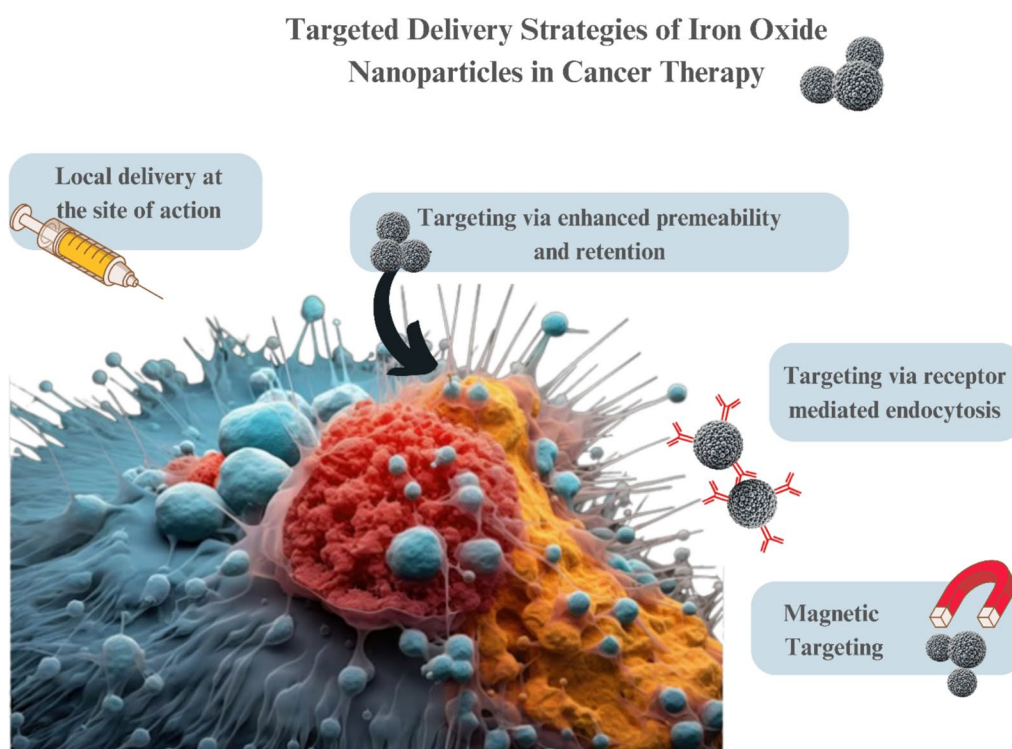 Targeted Delivery Strategies of Iron Oxide
Nanoparticles in Cancer Therapy
Local delivery at
the site of action
Targeting via enhanced premeability
and retention
Targeting via receptor
mediated endocytosis
Magnetic
Targeting